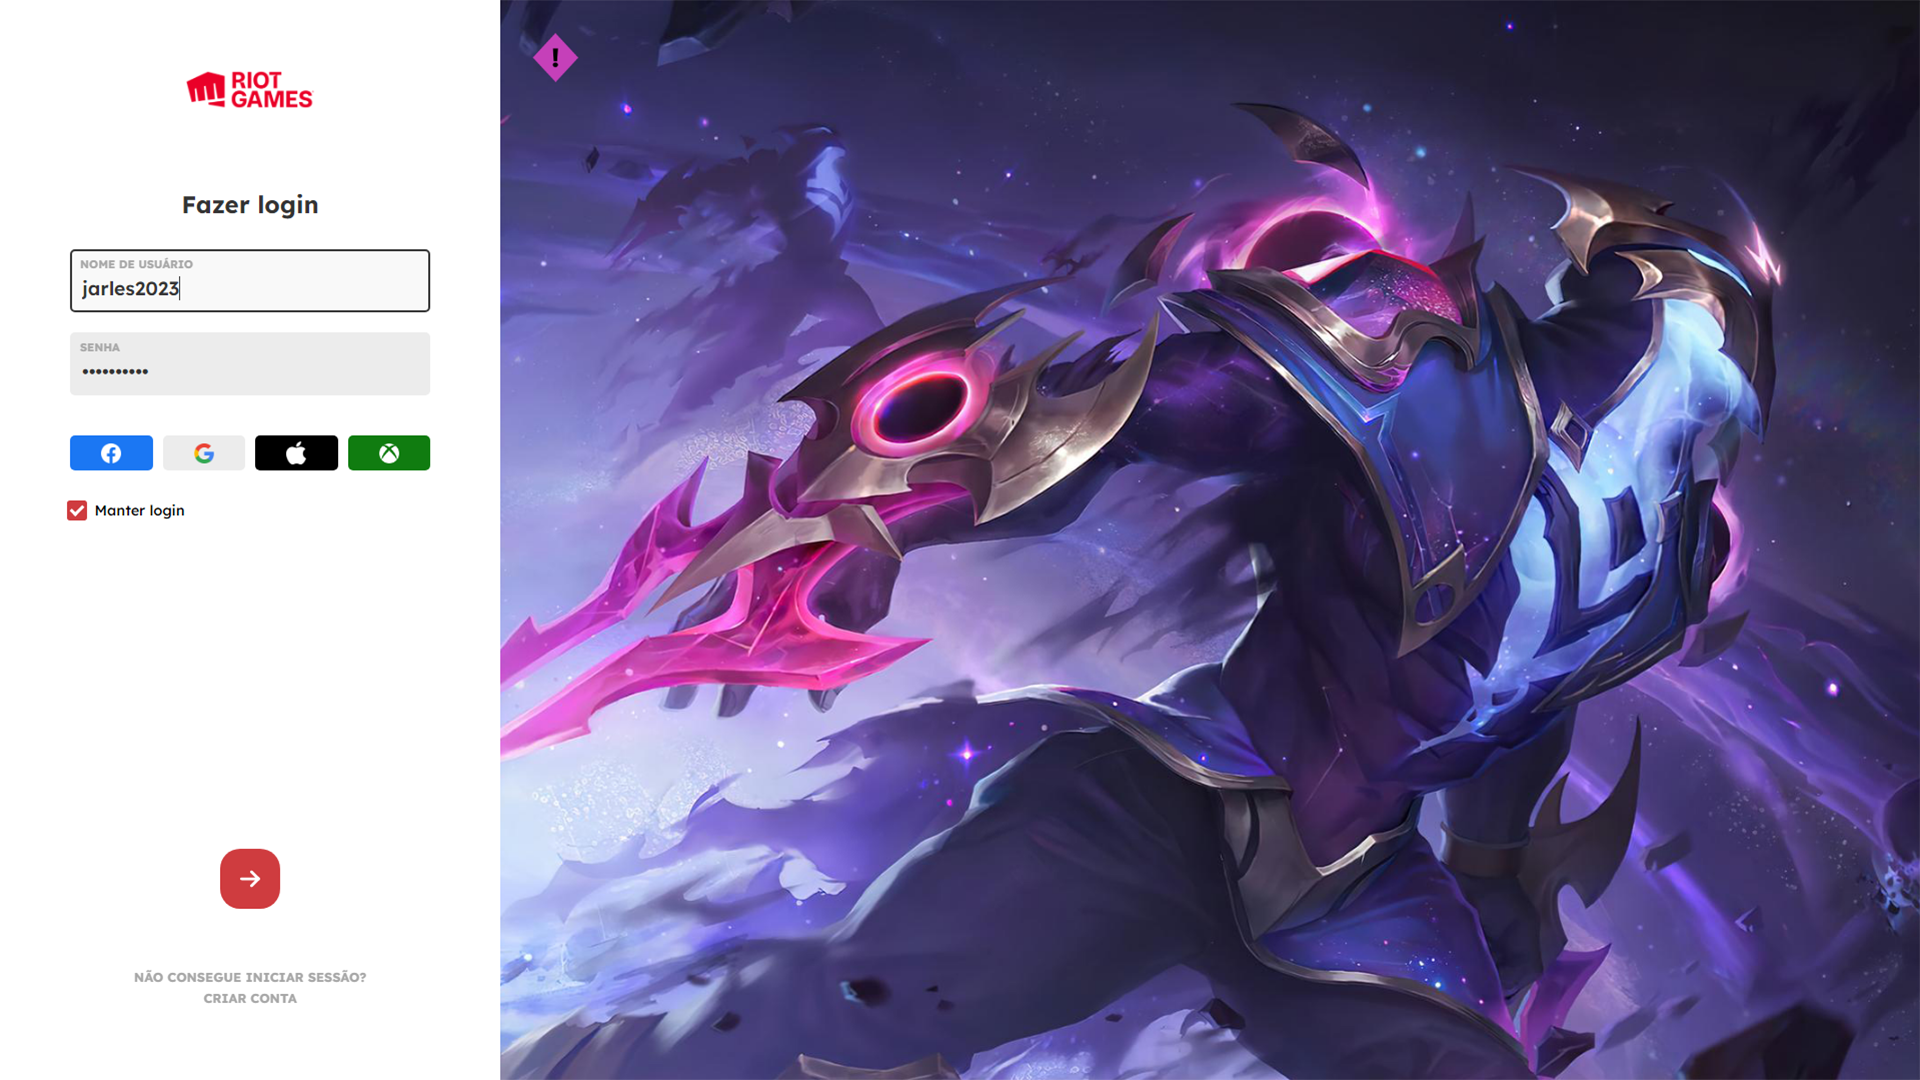 RIOT
GAMES
Fazer login
NOME DE USUÁRIO
jarles2023
SENHA
••••••••••
Manter login
NÃO CONSEGUE INICIAR SESSÃO?
CRIAR CONTA
!